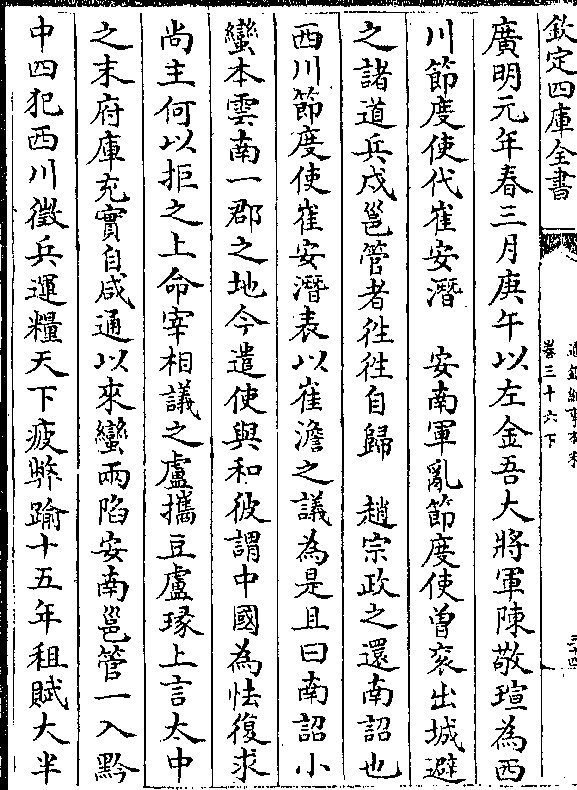 欽定四庫全書
通鑑紀事本末
卷三十六下
廣明元年春三月庚午以左金吾大將軍陳敬瑄為西
川節度使代崔安潛　安南軍亂節度使曾袞出城避
之諸道兵戍邕管者徃徃自歸　趙宗政之還南詔也
西川節度使崔安潛表以崔澹之議為是且曰南詔小
蠻本雲南一郡之地今遣使與和彼謂中國為怯復求
尚主何以拒之上命宰相議之盧攜豆盧瑑上言太中
之末府庫充實自咸通以來蠻兩陷安南邕管一入黔
中四犯西川徵兵運糧天下疲弊踰十五年租賦大半